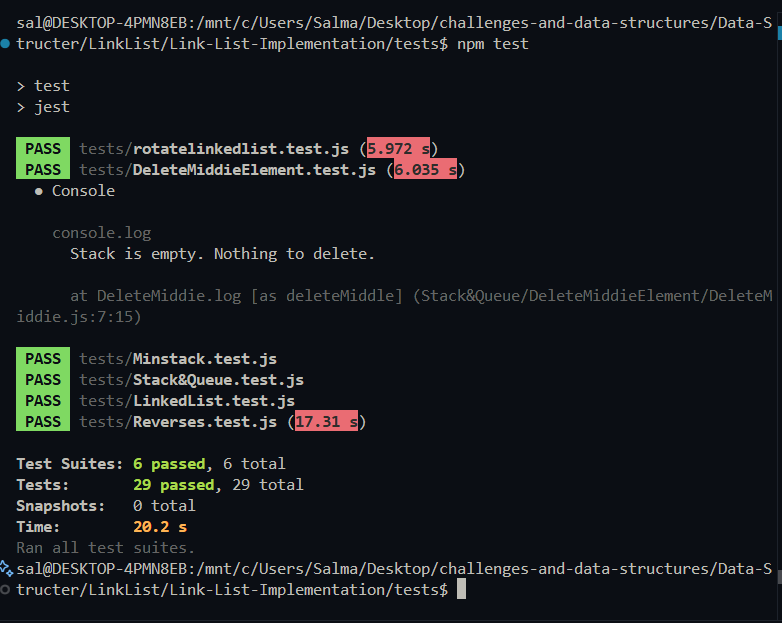 sal@DESKTOP-4PMN8EB:/mnt/c/Users/Salma/Desktop/challenges-and-data-structures/Data-S
tructer/LinkList/Link-List-Implementation/tests$ npm test
> test
> jest
PASS tests/rotatelinkedlist.test.js (5.972 s)
PASS tests/DeleteMiddieElement.test.js (6.035 s)
● Console
console.log
Stack is empty. Nothing to delete.
at DeleteMiddie.log [as deleteMiddle] (Stack&Queue/DeleteMiddieElement/DeleteM
iddie.js:7:15)
PASS tests/Minstack.test.js
PASS tests/Stack&Queue.test.js
PASS tests/LinkedList.test.js
PASS tests/Reverses.test.js (17.31 s)
Test Suites: 6 passed, 6 total
Tests: 29 passed, 29 total
Snapshots: 0 total
Time: 20.2 s
Ran all test suites.
sal@DESKTOP-4PMN8EB:/mnt/c/Users/Salma/Desktop/challenges-and-data-structures/Data-S
tructer/LinkList/Link-List-Implementation/tests$